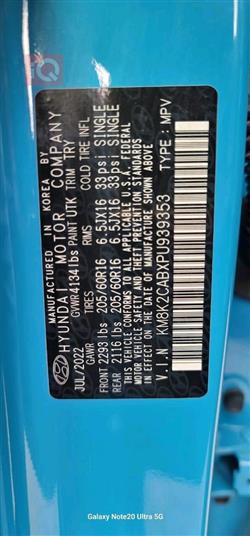 IQ
MANUFACTURED IN KOREA BY
HYUNDAI MOTOR COMPANY
JUL/2022 GVWR 4134 lbs PAINT UTK TRIM TRY
GAWR TIRES RIMS COLD TIRE INFL
FRONT 2293 lbs 205/60R16 6.5JX16 33psi SINGLE
REAR 2116 lbs 205/60R16 6.5JX16 33psi SINGLE
THIS VEHICLE CONFORMS TO ALL APPLICABLE U.S.A. FEDERAL
MOTOR VEHICLE SAFETY, BUMPER, AND THEFT PREVENTION STANDARDS
IN EFFECT ON THE DATE OF MANUFACTURE SHOWN ABOVE.
V.I.N : KM8K2CABXPU939353 TYPE : MPV
Galaxy Note20 Ultra 5G